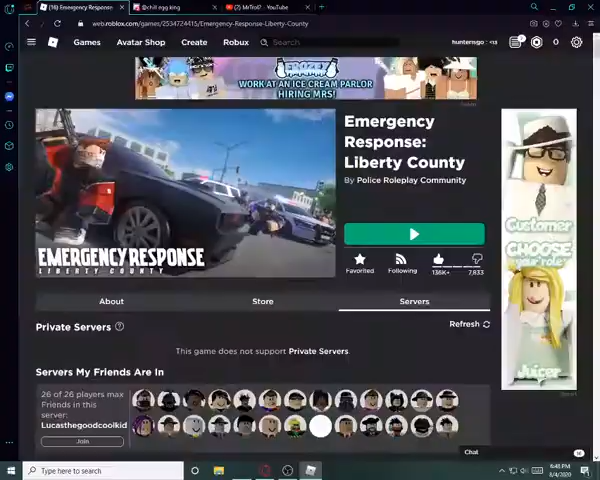 (16) Emergency Response
@chill egg king
(2) MrTroll? - YouTube
web.roblox.com/games/2534724415/Emergency-Response-Liberty-County
Games
Avatar Shop
Create
Robux
Search
hunterngo
<13
0
FROZE
WORK AT AN ICE CREAM PARLOR
HIRING MRS!
Emergency
Response:
Liberty County
By Police Roleplay Community
EMERGENCY RESPONSE
LIBERTY COUNTY
Favorited
Following
136K+
7,833
About
Store
Servers
Private Servers
Refresh
This game does not support Private Servers
Servers My Friends Are In
26 of 26 players max
Friends in this
server:
Lucasthegoodcoolkid
Join
Customer
CHOOSE
your role
Juicer
Chat
Type here to search
6:48 PM
8/4/2020